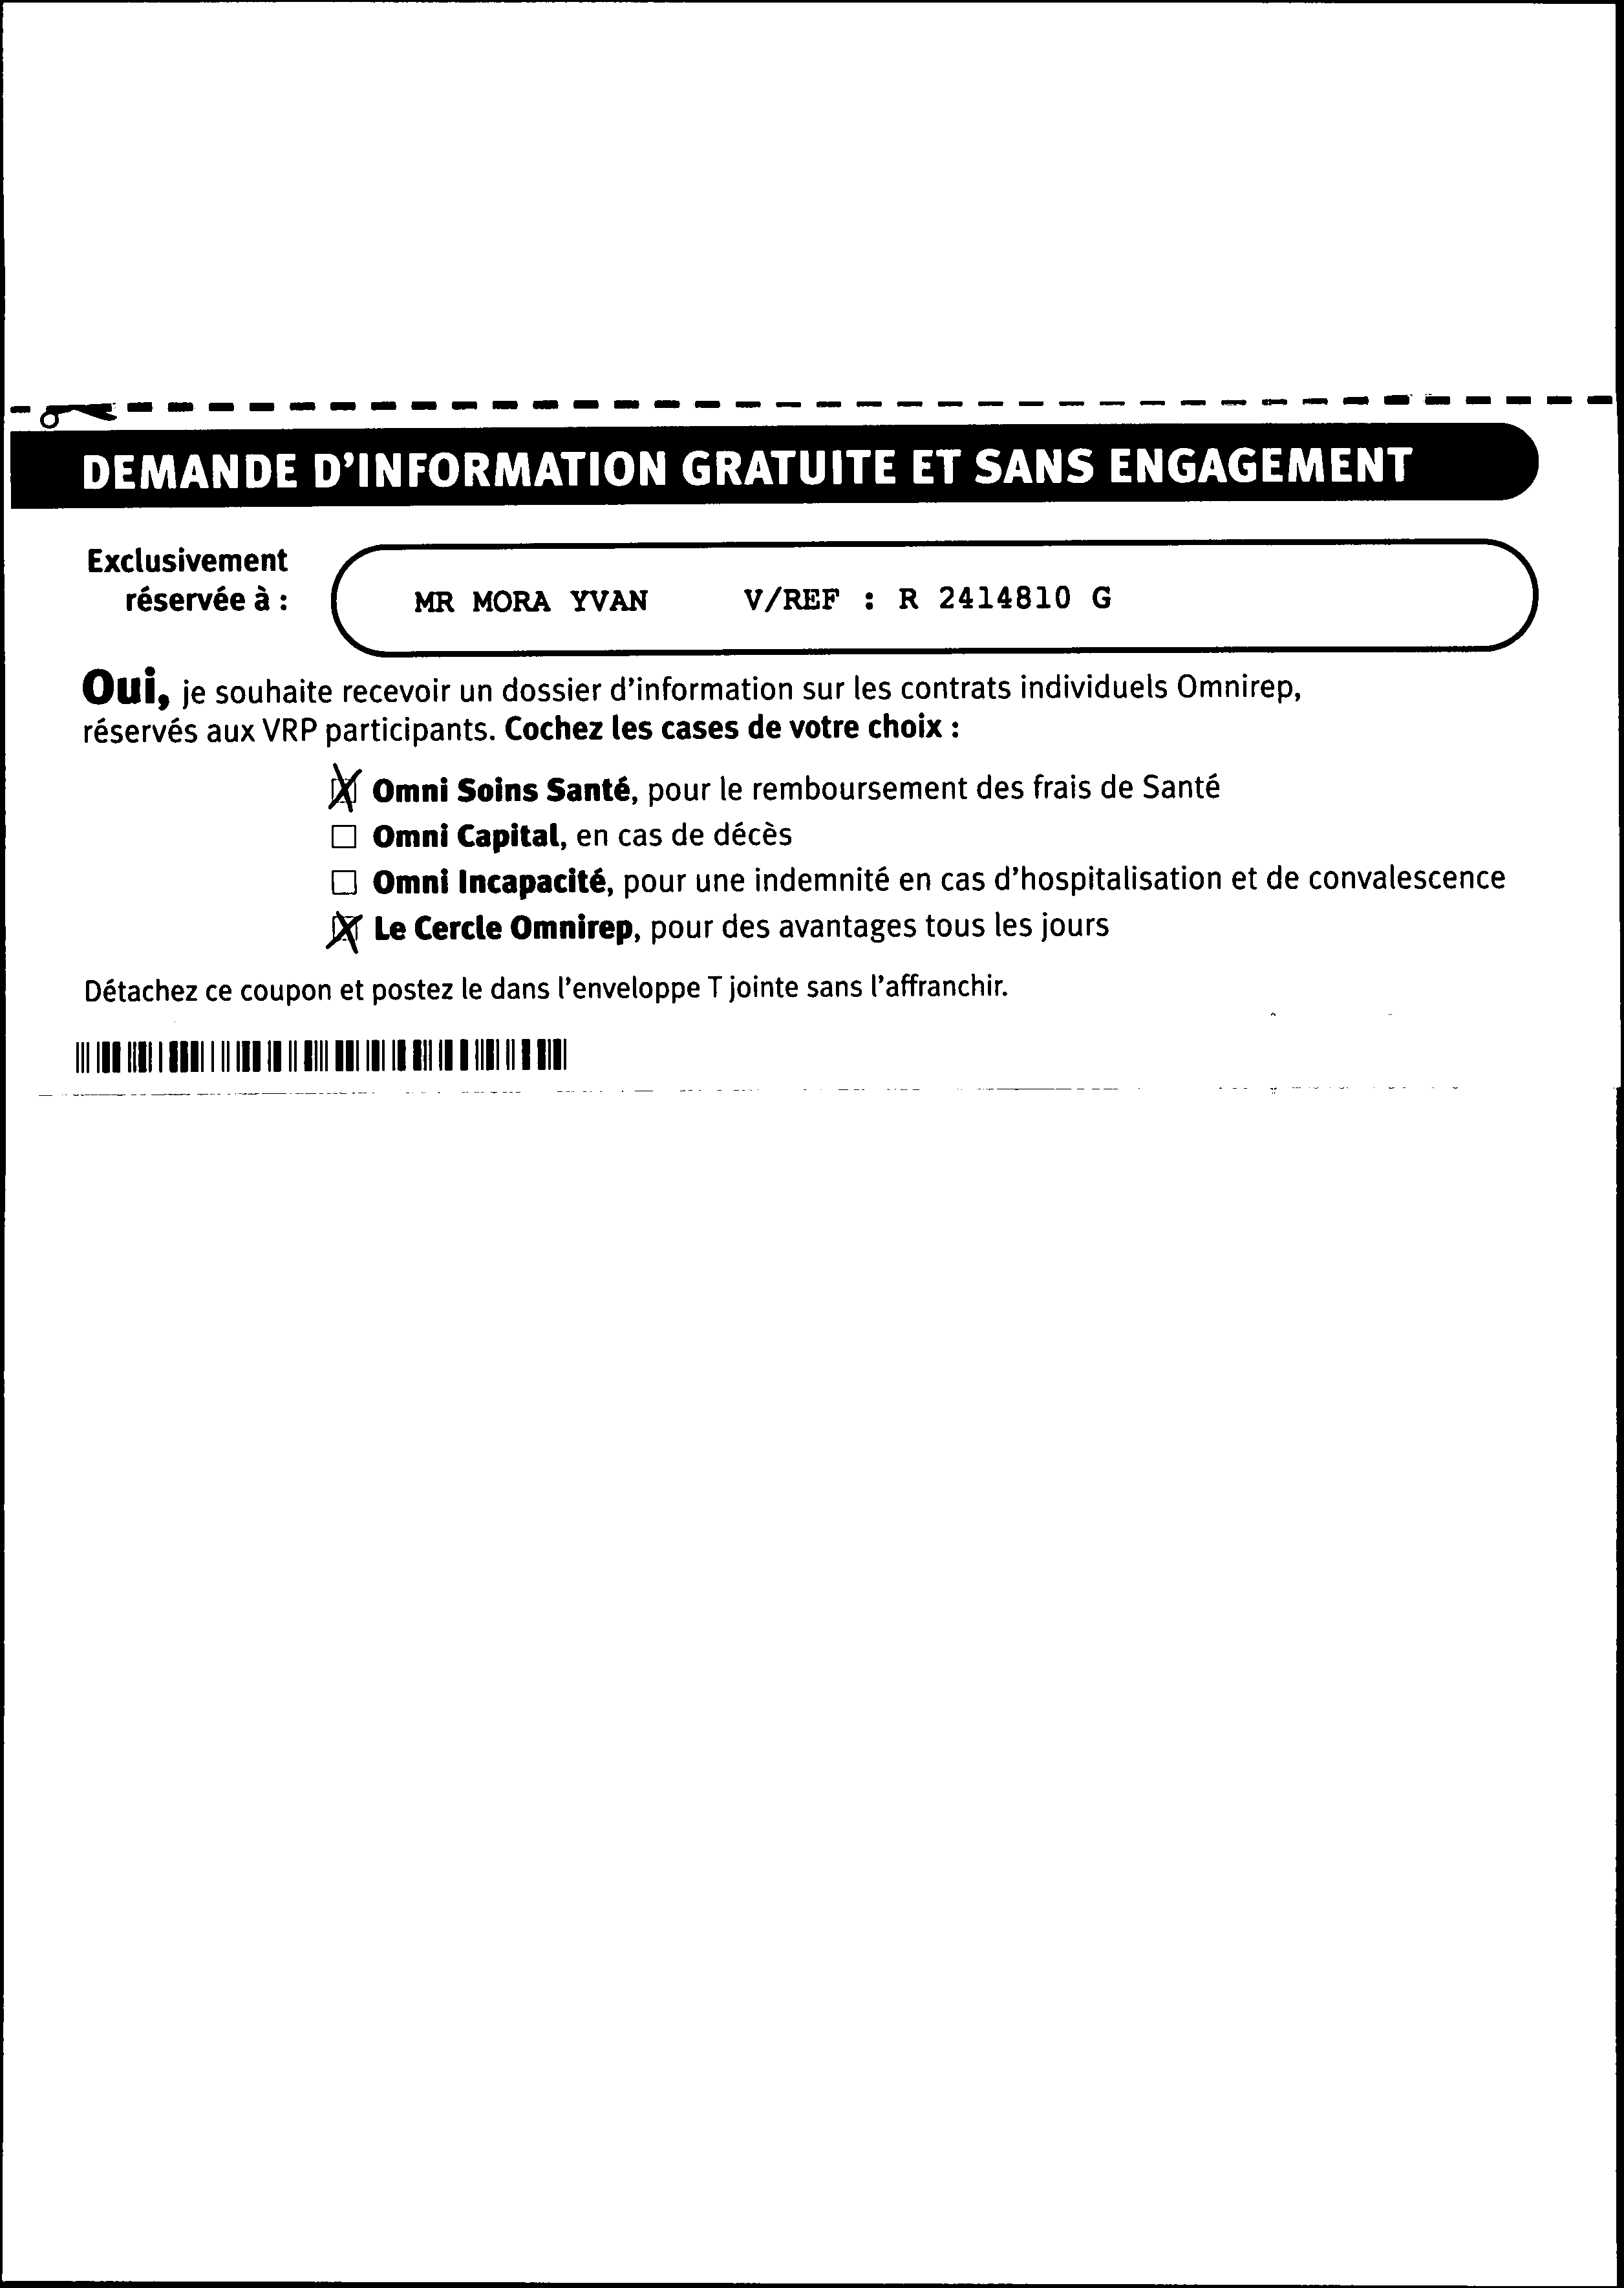 DEMANDE D'INFORMATION GRATUITE ET SANS ENGAGEMENT
Exclusivement
réservée à :
MR MORA YVAN V/REF : R 2414810 G
Oui, je souhaite recevoir un dossier d'information sur les contrats individuels Omnirep,
réservés aux VRP participants. Cochez les cases de votre choix :
Omni Soins Santé, pour le remboursement des frais de Santé
Omni Capital, en cas de décès
Omni Incapacité, pour une indemnité en cas d'hospitalisation et de convalescence
Le Cercle Omnirep, pour des avantages tous les jours
Détachez ce coupon et postez le dans l'enveloppe T jointe sans l'affranchir.